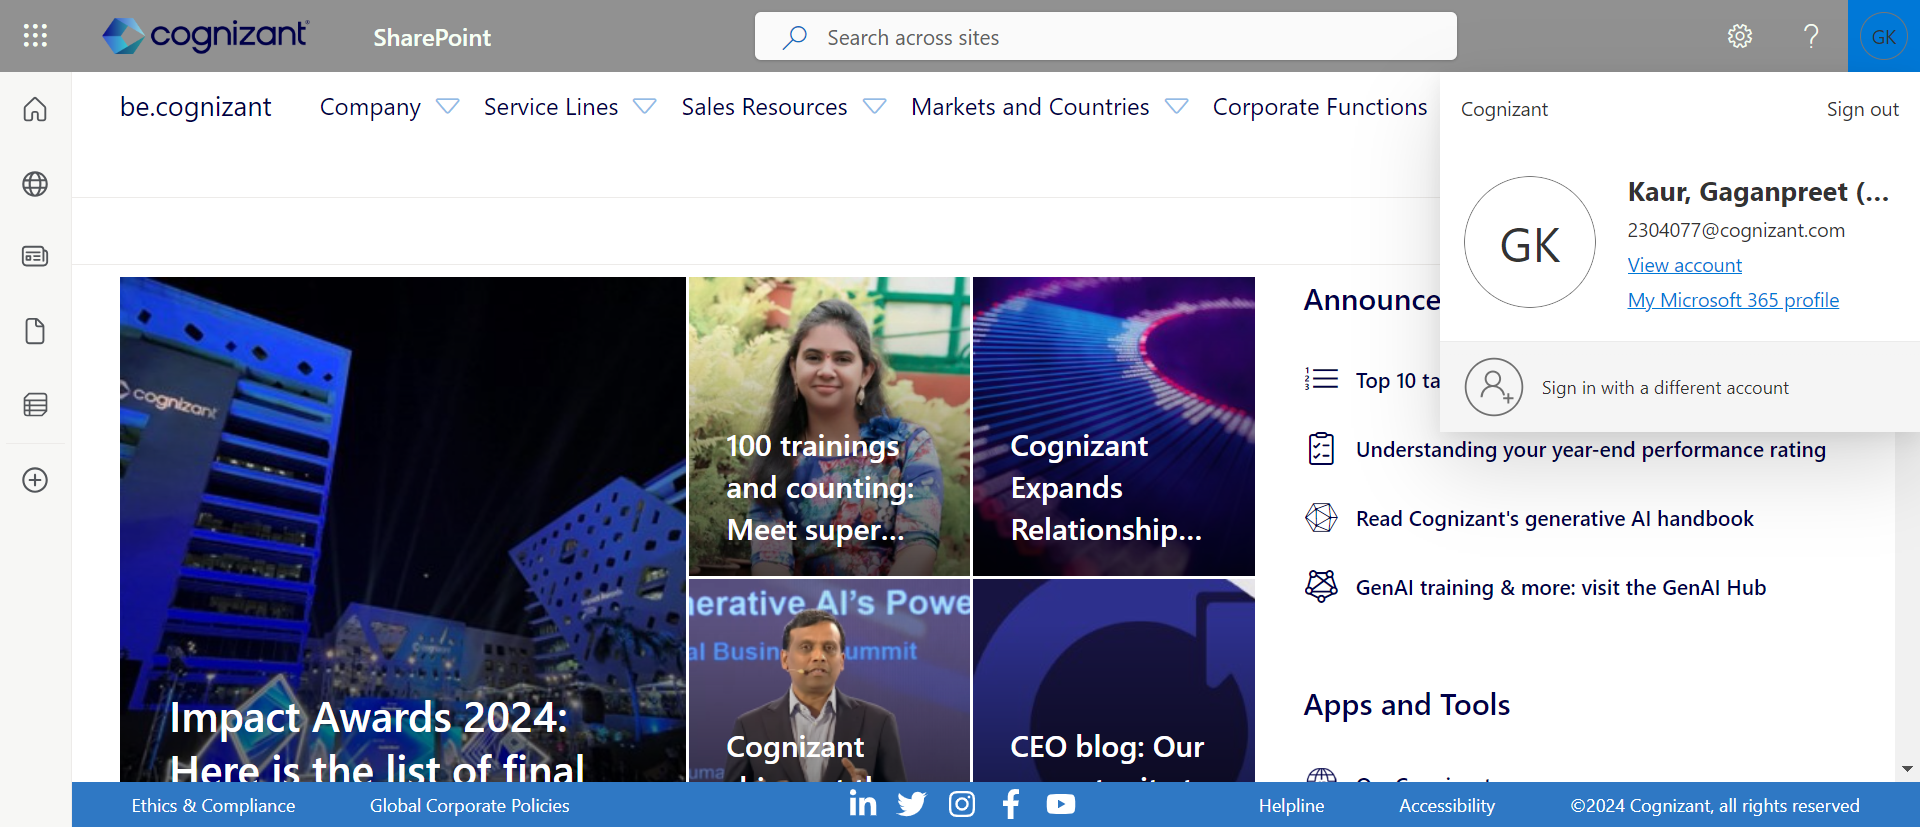 cognizant
SharePoint
Search across sites
GK
be.cognizant
Company
Service Lines
Sales Resources
Markets and Countries
Corporate Functions
Cognizant
Sign out
GK
Kaur, Gaganpreet (...
2304077@cognizant.com
View account
My Microsoft 365 profile
Sign in with a different account
cognizant
Impact Awards 2024:
Here is the list of final
100 trainings
and counting:
Meet super...
Cognizant
Expands
Relationship...
nerative AI's Powe
al Busin ummit
Cognizant
CEO blog: Our
Announce
Top 10 ta
Understanding your year-end performance rating
Read Cognizant's generative AI handbook
GenAI training & more: visit the GenAI Hub
Apps and Tools
Ethics & Compliance
Global Corporate Policies
Helpline
Accessibility
©2024 Cognizant, all rights reserved